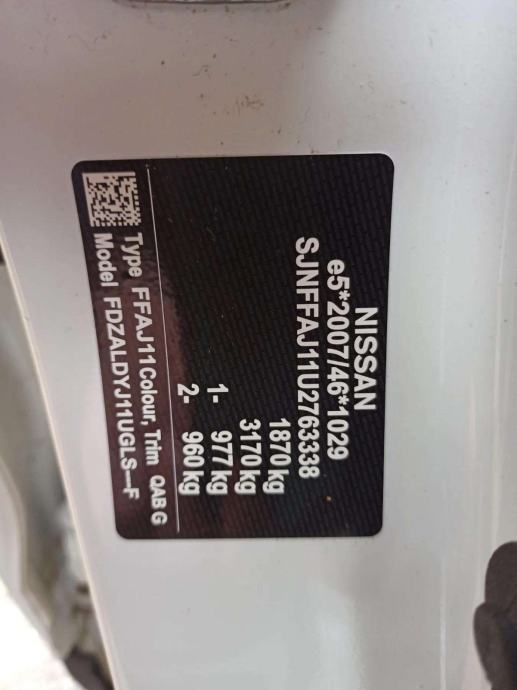 NISSAN
e5*2007/46*1029
SJNFFAJ11U2763338
1870 kg
3170 kg
1- 977 kg
2- 960 kg
Type FFAJ11 Colour, Trim QAB G
Model FDZALDYJ11UGLS---F